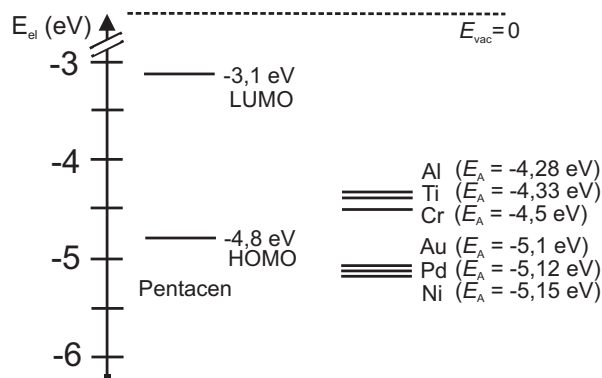 E_el (eV)
E_vac=0
-3
-3,1 eV
LUMO
-4
Al (E_A = -4,28 eV)
Ti (E_A = -4,33 eV)
Cr (E_A = -4,5 eV)
-4,8 eV
HOMO
Au (E_A = -5,1 eV)
-5
Pd (E_A = -5,12 eV)
Pentacen
Ni (E_A = -5,15 eV)
-6